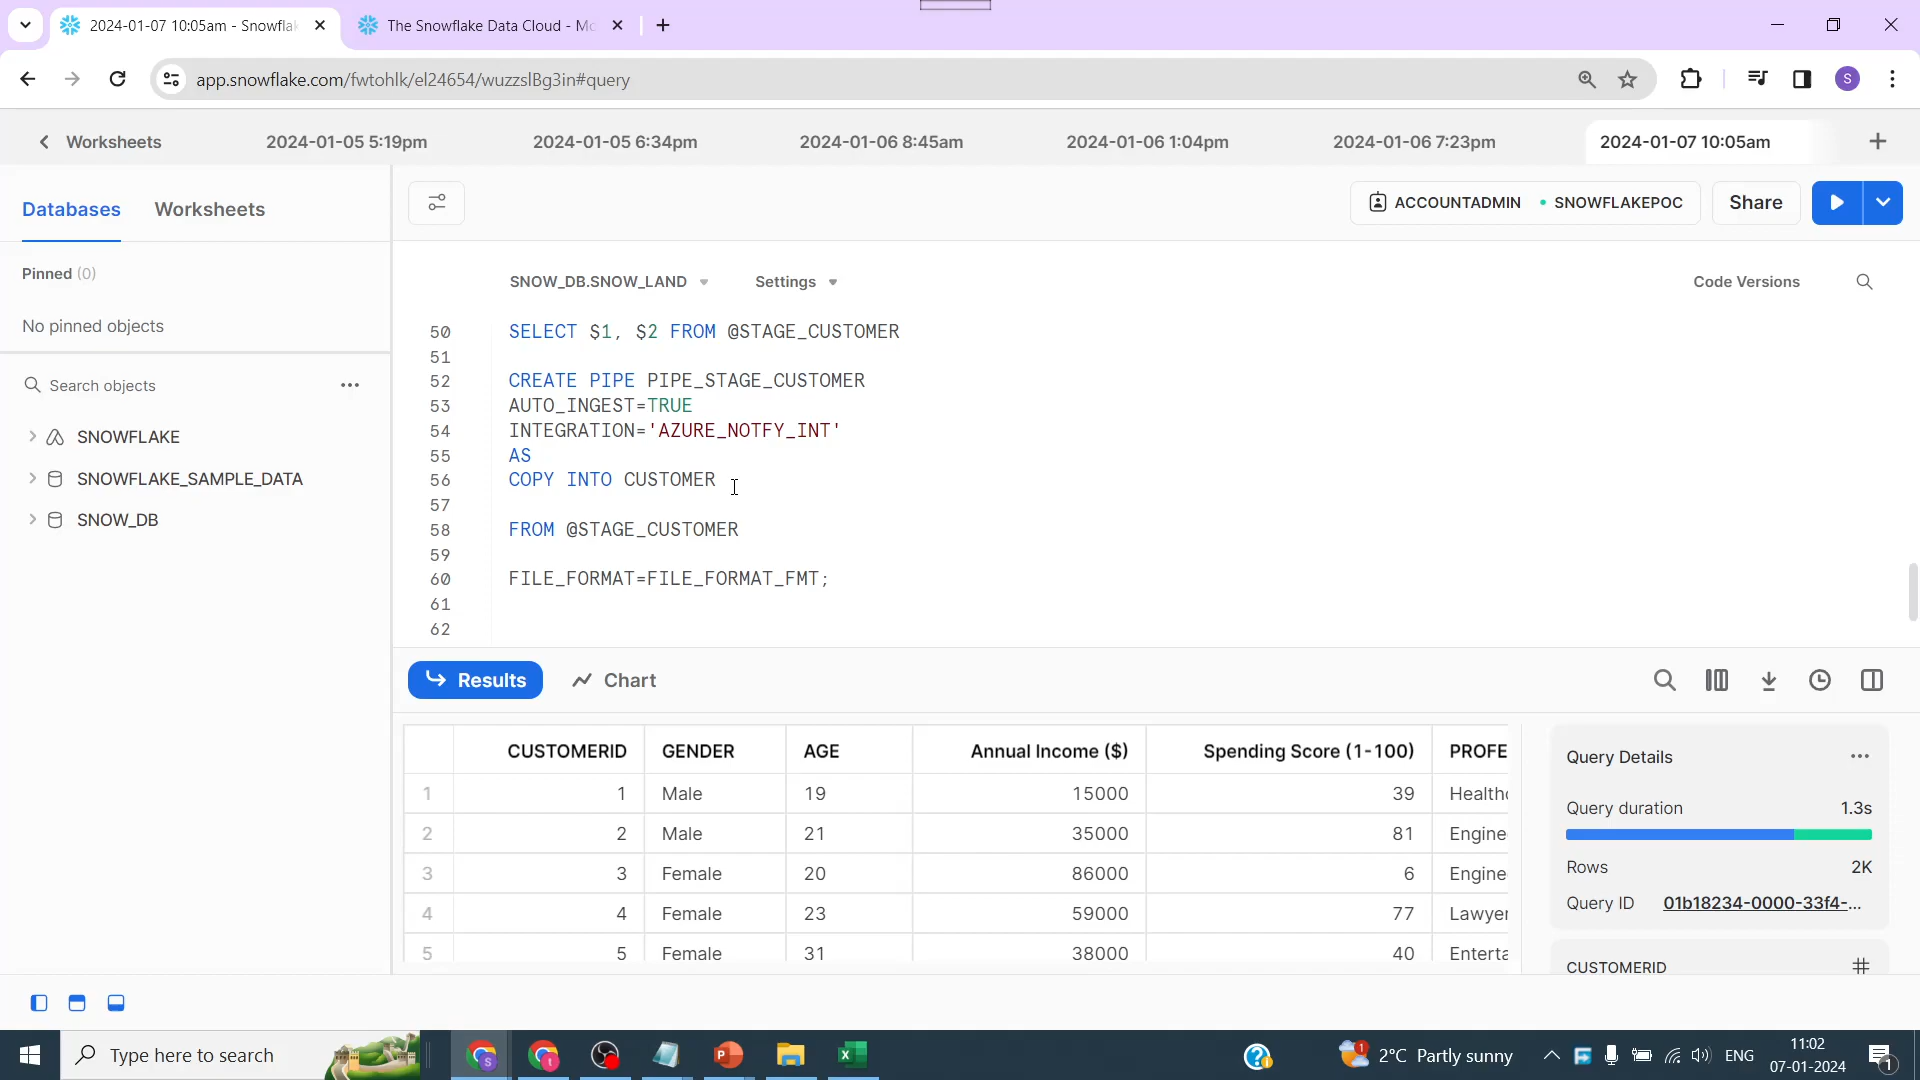 2024-01-07 10:05am - Snowfla
The Snowflake Data Cloud - Mo
app.snowflake.com/fwtohlk/el24654/wuzzslBg3in#query
S
Worksheets
2024-01-05 5:19pm
2024-01-05 6:34pm
2024-01-06 8:45am
2024-01-06 1:04pm
2024-01-06 7:23pm
2024-01-07 10:05am
Databases
Worksheets
ACCOUNTADMIN
SNOWFLAKEPOC
Share
Pinned (0)
No pinned objects
Search objects
SNOWFLAKE
SNOWFLAKE_SAMPLE_DATA
SNOW_DB
SNOW_DB.SNOW_LAND
Settings
Code Versions
50 SELECT $1, $2 FROM @STAGE_CUSTOMER
51
52 CREATE PIPE PIPE_STAGE_CUSTOMER
53 AUTO_INGEST=TRUE
54 INTEGRATION='AZURE_NOTFY_INT'
55 AS
56 COPY INTO CUSTOMER
57
58 FROM @STAGE_CUSTOMER
59
60 FILE_FORMAT=FILE_FORMAT_FMT;
61
62
Results
Chart
CUSTOMERID GENDER AGE Annual Income ($) Spending Score (1-100) PROFE
1 1 Male 19 15000 39 Healthc
2 2 Male 21 35000 81 Engine
3 3 Female 20 86000 6 Engine
4 4 Female 23 59000 77 Lawyer
5 5 Female 31 38000 40 Enterta
Query Details
Query duration 1.3s
Rows 2K
Query ID 01b18234-0000-33f4-...
CUSTOMERID
Type here to search
S
t
2°C Partly sunny
ENG
11:02
07-01-2024
1